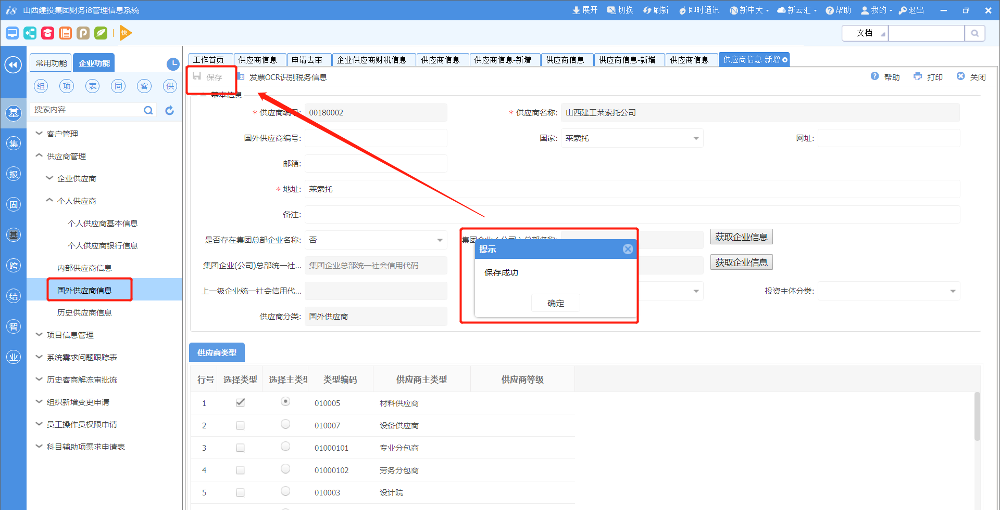 i8 山西建投集团财务i8管理信息系统
展开 切换 刷新 即时通讯 新中大 新云汇 帮助 我的 退出
快 文档
常用功能 企业功能
工作首页 供应商信息 申请去审 企业供应商财税信息 供应商信息 供应商信息-新增 供应商信息 供应商信息-新增 供应商信息 供应商信息-新增
保存 发票OCR识别税务信息 帮助 打印 关闭
组 项 表 同 客 供
搜索内容
基
集
报
固
基
跨
结
智
业
客户管理
供应商管理
企业供应商
个人供应商
个人供应商基本信息
个人供应商银行信息
内部供应商信息
国外供应商信息
历史供应商信息
项目信息管理
系统需求问题跟踪表
历史客商解冻审批流
组织新增变更申请
员工操作员权限申请
科目辅助项需求申请表
基本信息
* 供应商编号: 00180002 * 供应商名称: 山西建工莱索托公司
国外供应商编号: 国家: 莱索托 网址:
邮箱:
* 地址: 莱索托
备注:
是否存在集团总部企业名称: 否 集团企业(公司)总部名称: 获取企业信息
集团企业(公司)总部统一社... 集团企业总部统一社会信用代码 获取企业信息
上一级企业统一社会信用代... 投资主体分类:
供应商分类: 国外供应商
提示
保存成功
确定
供应商类型
行号 选择类型 选择主类型 类型编码 供应商主类型 供应商等级
1 010005 材料供应商
2 010007 设备供应商
3 01000101 专业分包商
4 01000102 劳务分包商
5 010003 设计院